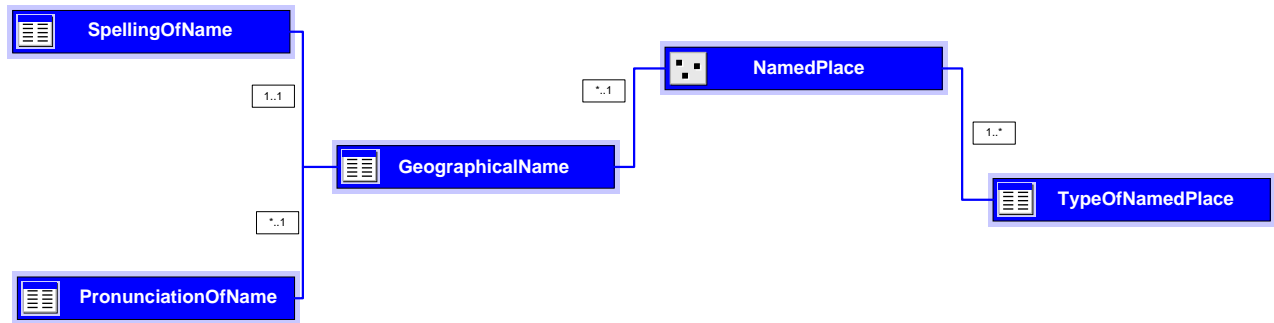 SpellingOfName
NamedPlace
1..1
*..1
1..*
GeographicalName
TypeOfNamedPlace
*..1
PronunciationOfName